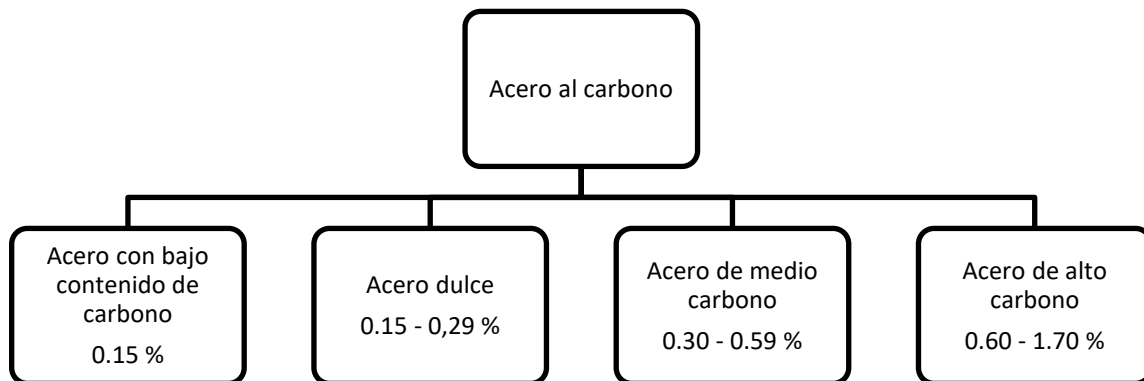 Acero al carbono
Acero con bajo
contenido de
carbono
0.15 %
Acero dulce
0.15 - 0,29 %
Acero de medio
carbono
0.30 - 0.59 %
Acero de alto
carbono
0.60 - 1.70 %